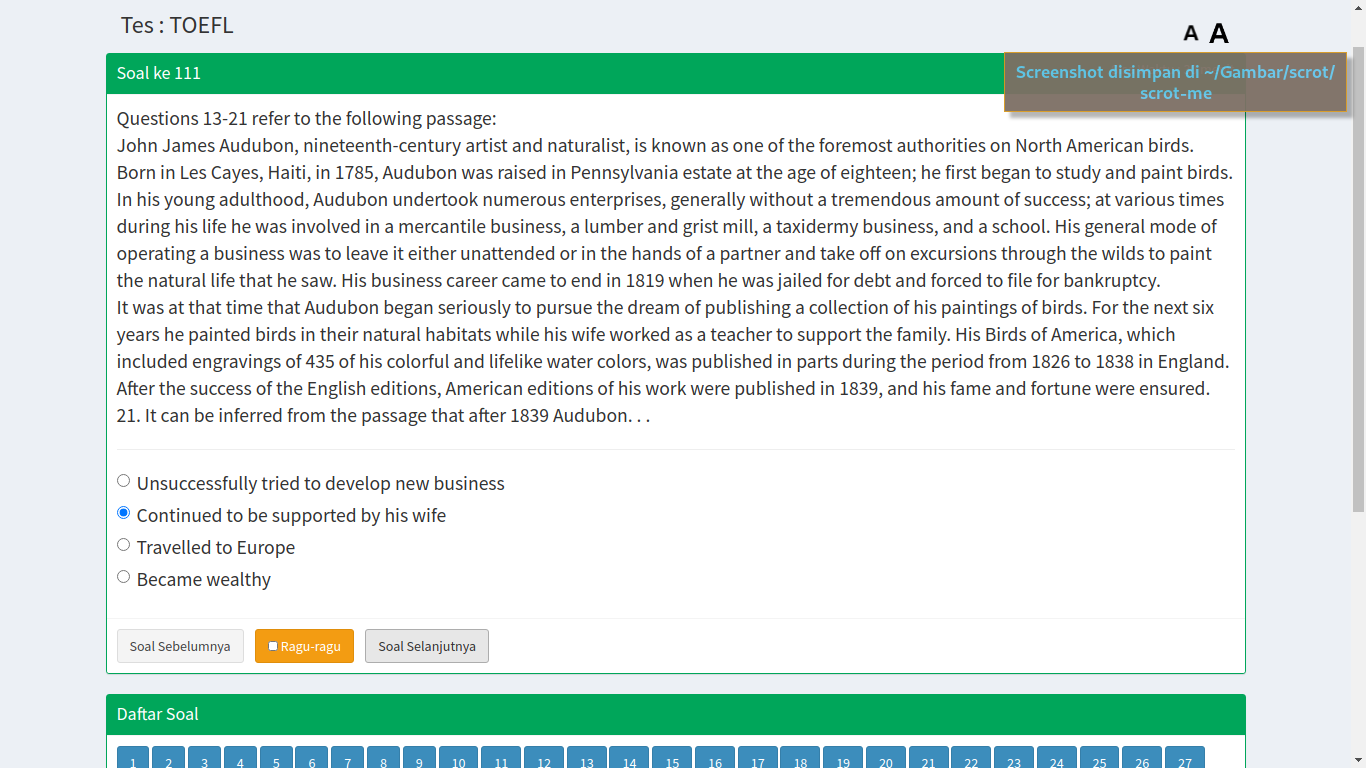 Tes : TOEFL
A A
Soal ke 111
Screenshot disimpan di ~/Gambar/scrot/
scrot-me
Questions 13-21 refer to the following passage:
John James Audubon, nineteenth-century artist and naturalist, is known as one of the foremost authorities on North American birds.
Born in Les Cayes, Haiti, in 1785, Audubon was raised in Pennsylvania estate at the age of eighteen; he first began to study and paint birds.
In his young adulthood, Audubon undertook numerous enterprises, generally without a tremendous amount of success; at various times
during his life he was involved in a mercantile business, a lumber and grist mill, a taxidermy business, and a school. His general mode of
operating a business was to leave it either unattended or in the hands of a partner and take off on excursions through the wilds to paint
the natural life that he saw. His business career came to end in 1819 when he was jailed for debt and forced to file for bankruptcy.
It was at that time that Audubon began seriously to pursue the dream of publishing a collection of his paintings of birds. For the next six
years he painted birds in their natural habitats while his wife worked as a teacher to support the family. His Birds of America, which
included engravings of 435 of his colorful and lifelike water colors, was published in parts during the period from 1826 to 1838 in England.
After the success of the English editions, American editions of his work were published in 1839, and his fame and fortune were ensured.
21. It can be inferred from the passage that after 1839 Audubon. . .
Unsuccessfully tried to develop new business
Continued to be supported by his wife
Travelled to Europe
Became wealthy
Soal Sebelumnya Ragu-ragu Soal Selanjutnya
Daftar Soal
1 2 3 4 5 6 7 8 9 10 11 12 13 14 15 16 17 18 19 20 21 22 23 24 25 26 27